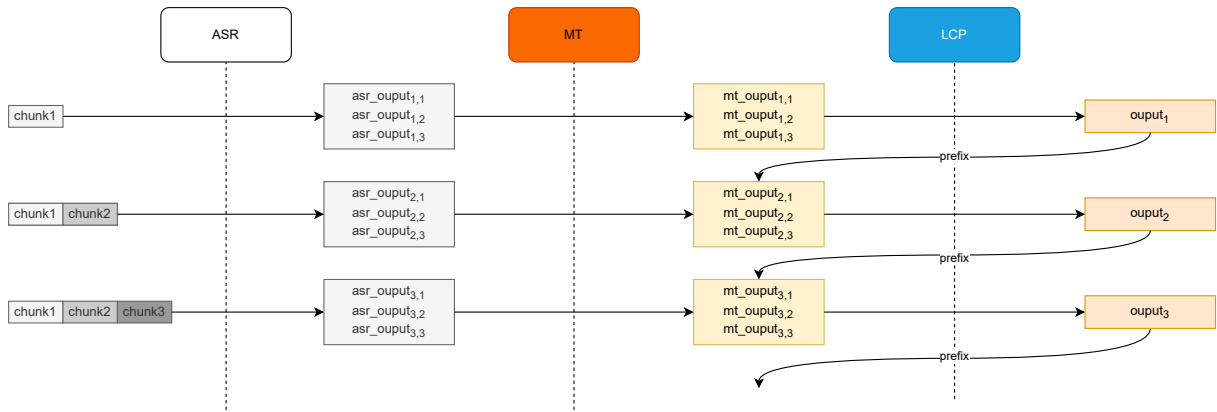 ASR
MT
LCP
chunk1
asr_ouput1,1
asr_ouput1,2
asr_ouput1,3
mt_ouput1,1
mt_ouput1,2
mt_ouput1,3
ouput1
prefix
chunk1 chunk2
asr_ouput2,1
asr_ouput2,2
asr_ouput2,3
mt_ouput2,1
mt_ouput2,2
mt_ouput2,3
ouput2
prefix
chunk1 chunk2 chunk3
asr_ouput3,1
asr_ouput3,2
asr_ouput3,3
mt_ouput3,1
mt_ouput3,2
mt_ouput3,3
ouput3
prefix